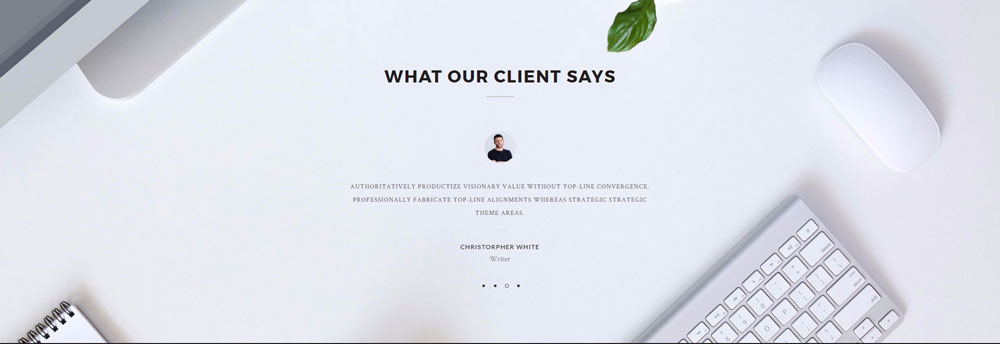 WHAT OUR CLIENT SAYS
AUTHORITATIVELY PRODUCTIZE VISIONARY VALUE WITHOUT TOP-LINE CONVERGENCE.
PROFESSIONALLY FABRICATE TOP-LINE ALIGNMENTS WHEREAS STRATEGIC STRATEGIC
THEME AREAS.
CHRISTORPHER WHITE
Writer